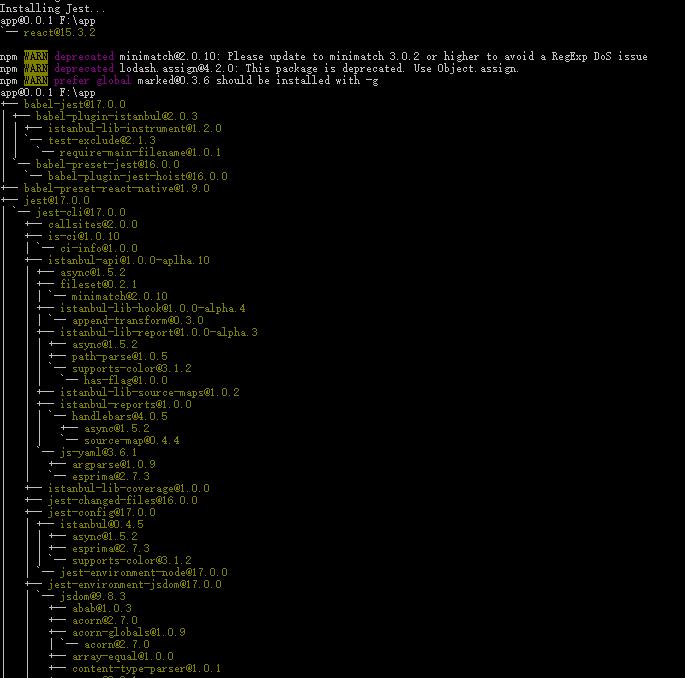 Installing Jest...
app@0.0.1 F:\app
`-- react@15.3.2
npm WARN deprecated minimatch@2.0.10: Please update to minimatch 3.0.2 or higher to avoid a RegExp DoS issue
npm WARN deprecated lodash.assign@4.2.0: This package is deprecated. Use Object.assign.
npm WARN prefer global marked@0.3.6 should be installed with -g
app@0.0.1 F:\app
+-- babel-jest@17.0.0
| +-- babel-plugin-istanbul@2.0.3
| | +-- istanbul-lib-instrument@1.2.0
| | `-- test-exclude@2.1.3
| |   `-- require-main-filename@1.0.1
| `-- babel-preset-jest@16.0.0
|   `-- babel-plugin-jest-hoist@16.0.0
+-- babel-preset-react-native@1.9.0
+-- jest@17.0.0
| `-- jest-cli@17.0.0
|   +-- callsites@2.0.0
|   +-- is-ci@1.0.10
|   | `-- ci-info@1.0.0
|   +-- istanbul-api@1.0.0-aplha.10
|   | +-- async@1.5.2
|   | +-- fileset@0.2.1
|   | | `-- minimatch@2.0.10
|   | +-- istanbul-lib-hook@1.0.0-alpha.4
|   | | `-- append-transform@0.3.0
|   | +-- istanbul-lib-report@1.0.0-alpha.3
|   | | +-- async@1.5.2
|   | | +-- path-parse@1.0.5
|   | | `-- supports-color@3.1.2
|   | |   `-- has-flag@1.0.0
|   | +-- istanbul-lib-source-maps@1.0.2
|   | +-- istanbul-reports@1.0.0
|   | | `-- handlebars@4.0.5
|   | |   +-- async@1.5.2
|   | |   `-- source-map@0.4.4
|   | `-- js-yaml@3.6.1
|   |   +-- argparse@1.0.9
|   |   `-- esprima@2.7.3
|   +-- istanbul-lib-coverage@1.0.0
|   +-- jest-changed-files@16.0.0
|   +-- jest-config@17.0.0
|   | +-- istanbul@0.4.5
|   | | +-- async@1.5.2
|   | | +-- esprima@2.7.3
|   | | `-- supports-color@3.1.2
|   | `-- jest-environment-node@17.0.0
|   +-- jest-environment-jsdom@17.0.0
|   | `-- jsdom@9.8.3
|   |   +-- abab@1.0.3
|   |   +-- acorn@2.7.0
|   |   +-- acorn-globals@1.0.9
|   |   | `-- acorn@2.7.0
|   |   +-- array-equal@1.0.0
|   |   +-- content-type-parser@1.0.1